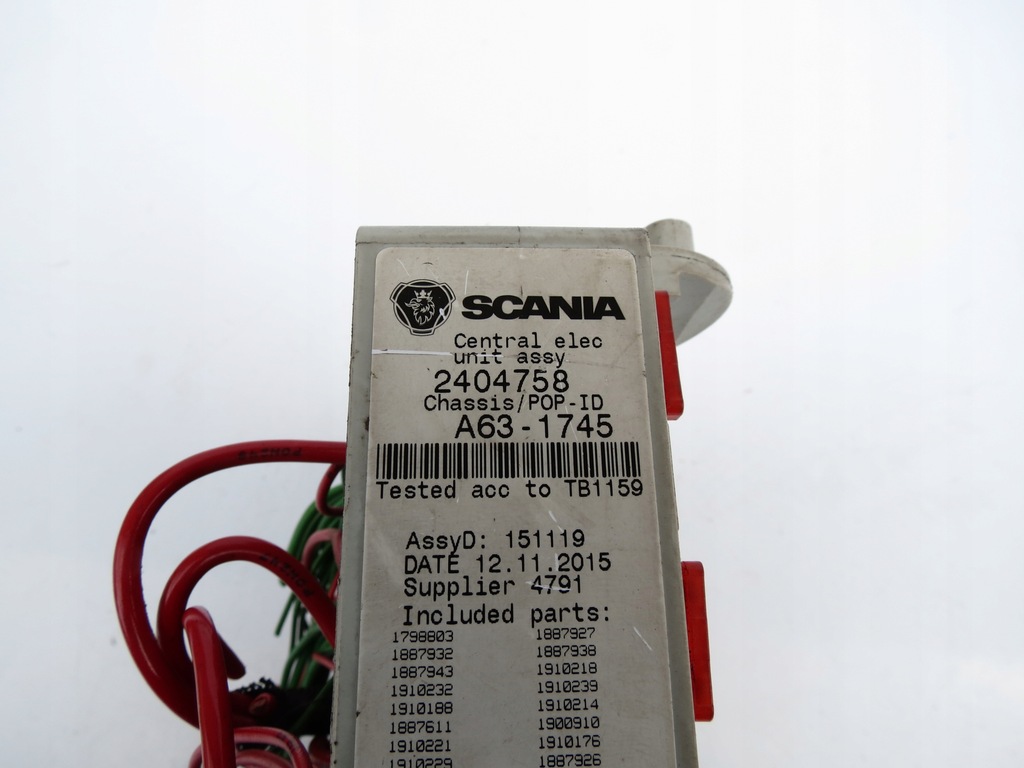 SCANIA
Central elec
unit assy
2404758
Chassis/POP-ID
A63-1745
Tested acc to TB1159
AssyD: 151119
DATE 12.11.2015
Supplier 4791
Included parts:
1798803 1887927
1887932 1887938
1887943 1910218
1910232 1910239
1910188 1910214
1887611 1900910
1910221 1910176
1910229 1887926